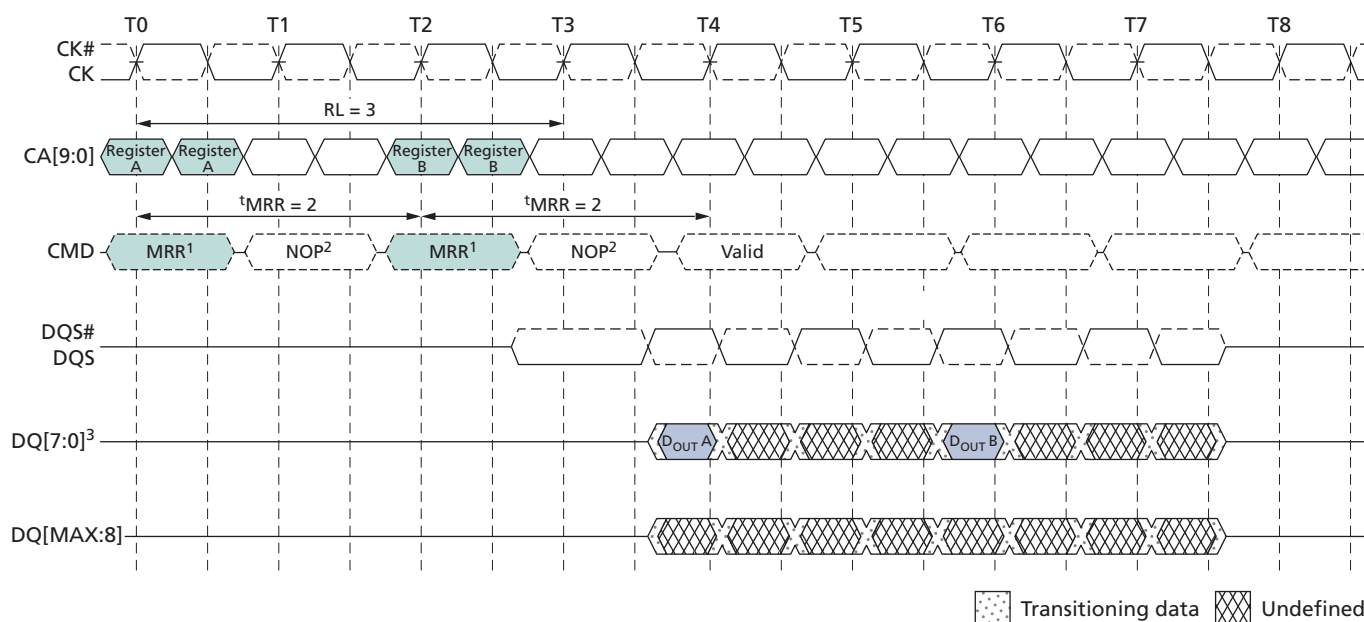 T0 T1 T2 T3 T4 T5 T6 T7 T8
CK#
CK
RL = 3
CA[9:0]
Register A
Register A
Register B
Register B
tMRR = 2
tMRR = 2
CMD
MRR1
NOP2
MRR1
NOP2
Valid
DQS#
DQS
DQ[7:0]3
DOUT A
DOUT B
DQ[MAX:8]
Transitioning data
Undefined